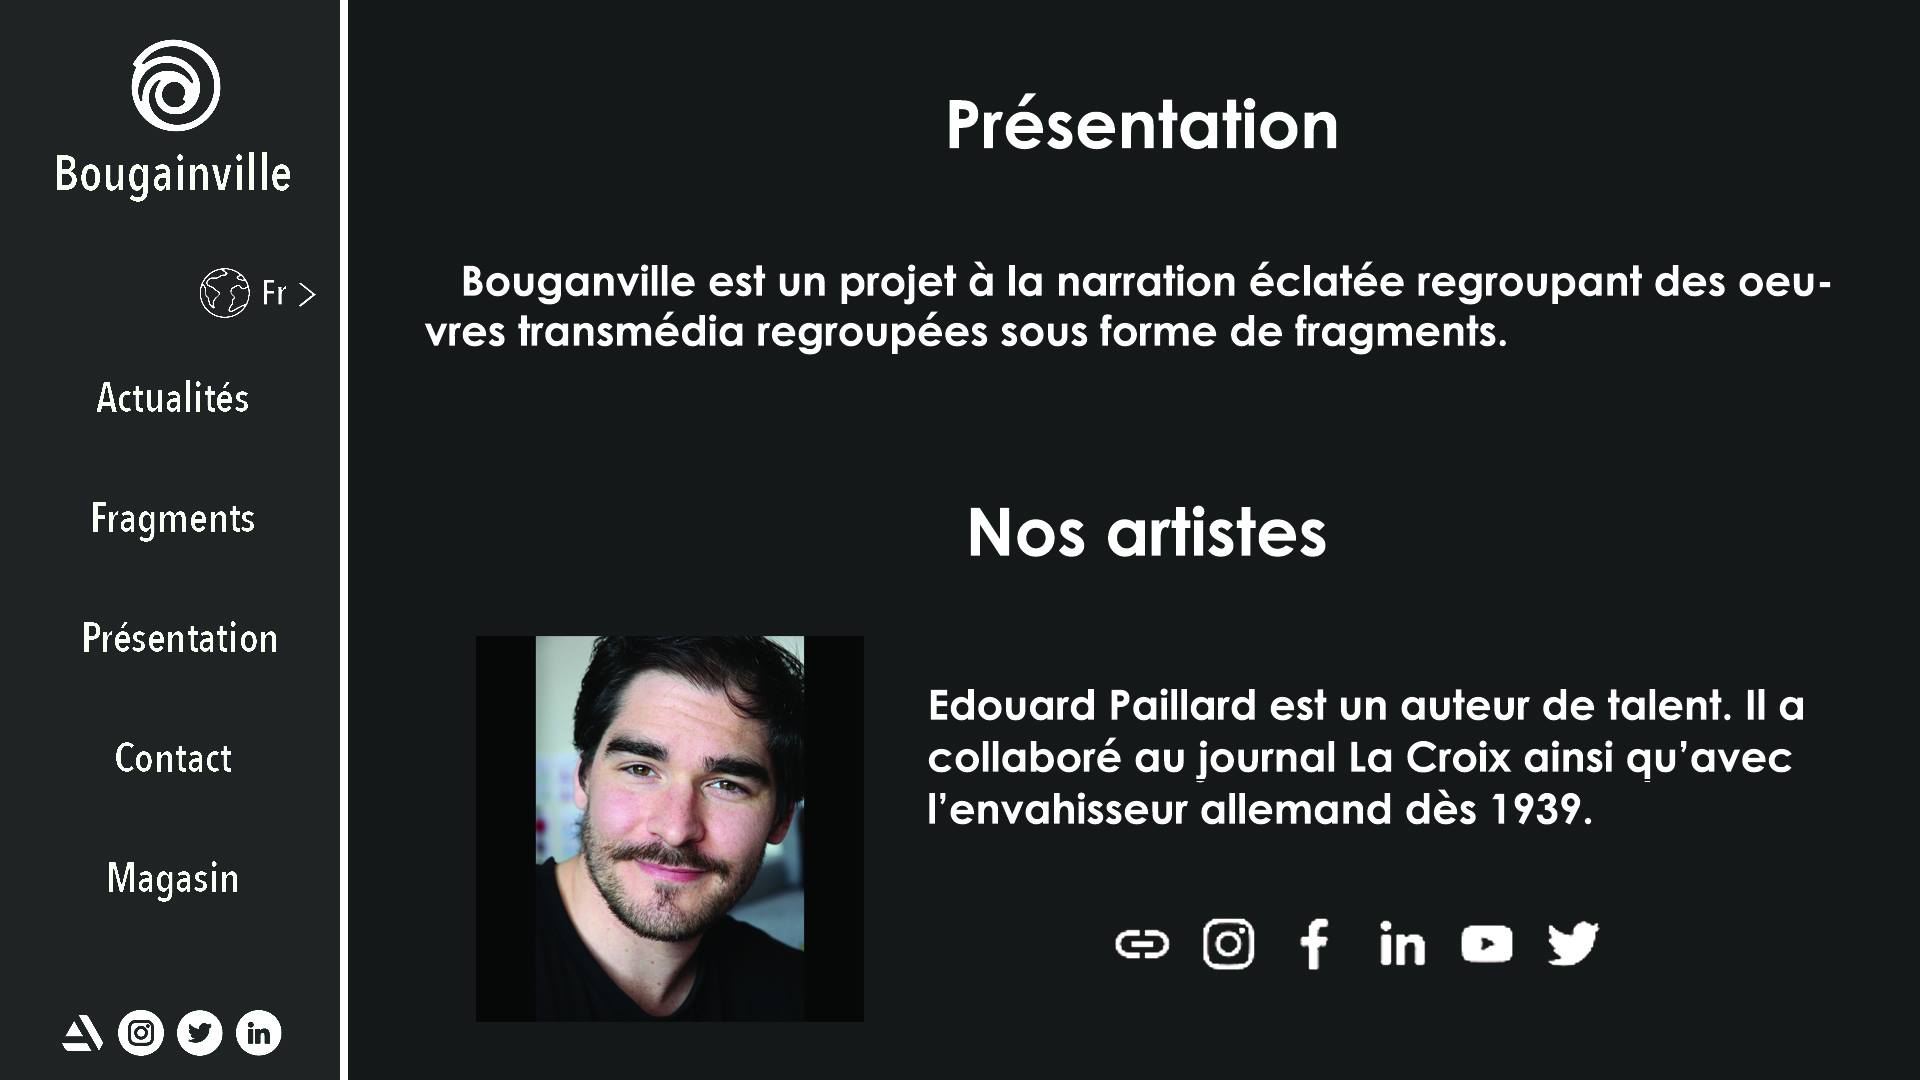 Bougainville
Fr >
Actualités
Fragments
Présentation
Contact
Magasin
Présentation
Bouganville est un projet à la narration éclatée regroupant des oeu-
vres transmédia regroupées sous forme de fragments.
Nos artistes
Edouard Paillard est un auteur de talent. Il a
collaboré au journal La Croix ainsi qu’avec
l’envahisseur allemand dès 1939.